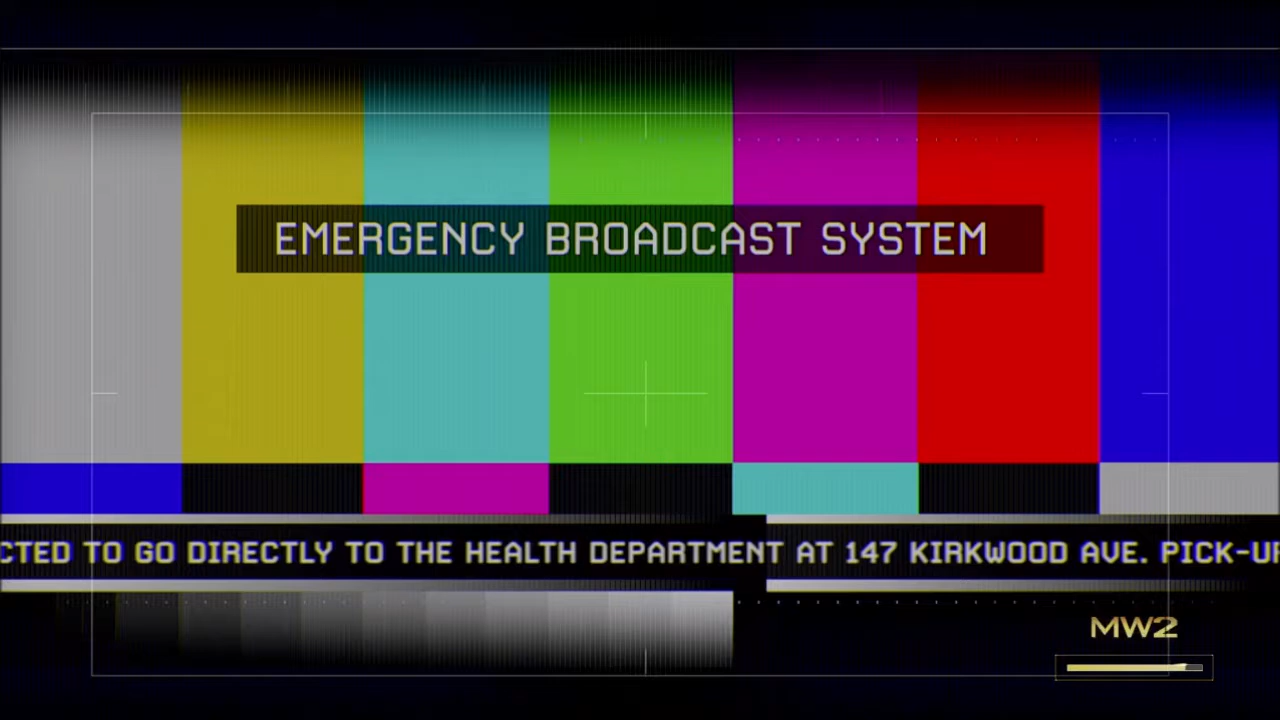 EMERGENCY BROADCAST SYSTEM
CTED TO GO DIRECTLY TO THE HEALTH DEPARTMENT AT 147 KIRKWOOD AVE. PICK-UP
MW2